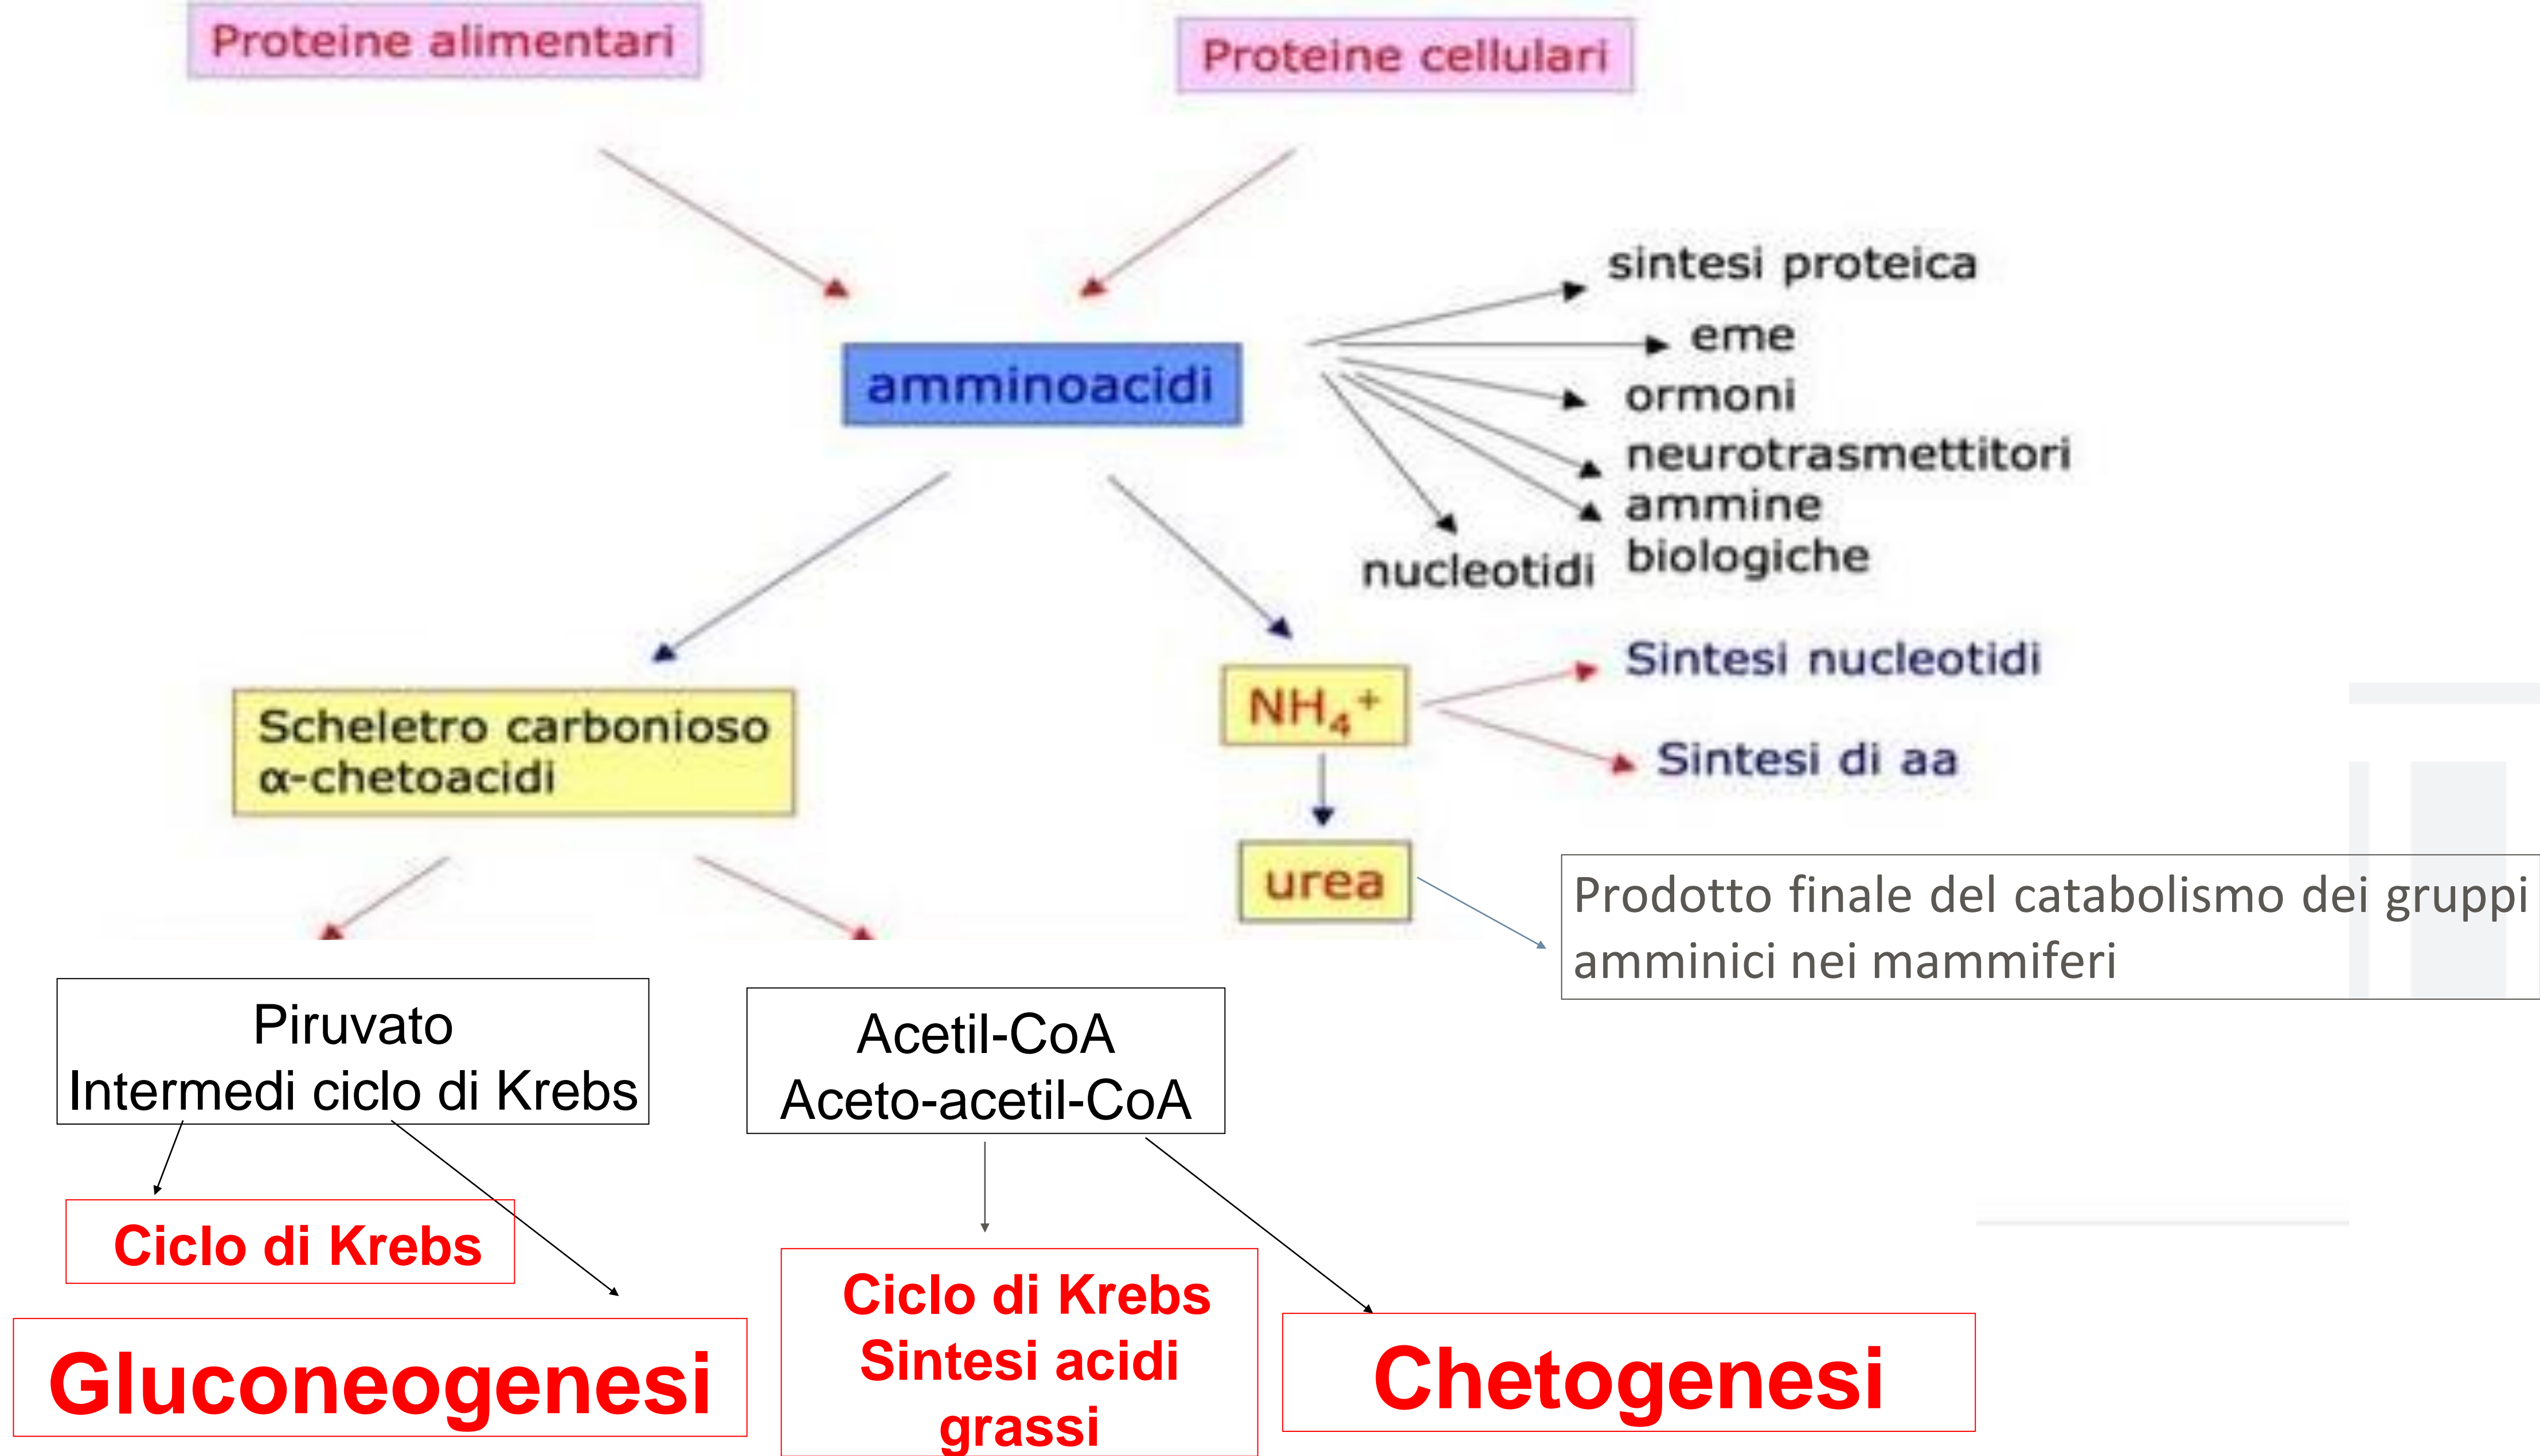 Proteine alimentari
Proteine cellulari
sintesi proteica
eme
amminoacidi
ormoni
neurotrasmettitori
ammine
biologiche
nucleotidi
Scheletro carbonioso
α-chetoacidi
NH₄⁺
Sintesi nucleotidi
Sintesi di aa
urea
Prodotto finale del catabolismo dei gruppi
amminici nei mammiferi
Piruvato
Intermedi ciclo di Krebs
Acetil-CoA
Aceto-acetil-CoA
Ciclo di Krebs
Gluconeogenesi
Ciclo di Krebs
Sintesi acidi
grassi
Chetogenesi